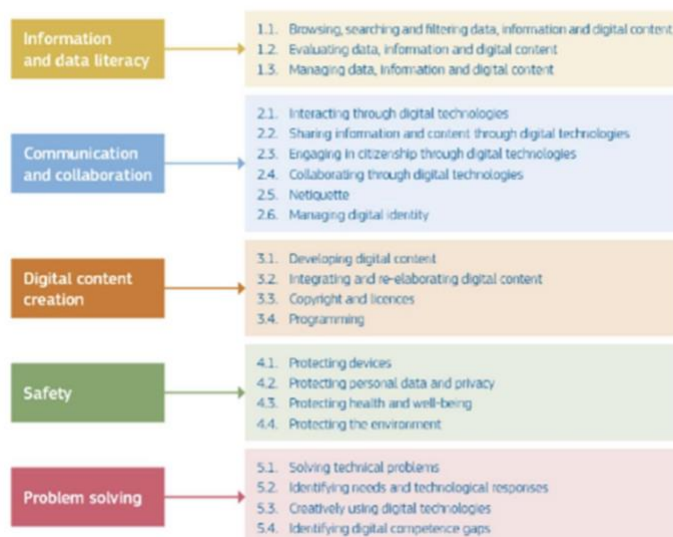 Information
and data literacy
1.1. Browsing, searching and filtering data, information and digital content
1.2. Evaluating data, information and digital content
1.3. Managing data, information and digital content
Communication
and collaboration
2.1. Interacting through digital technologies
2.2. Sharing information and content through digital technologies
2.3. Engaging in citizenship through digital technologies
2.4. Collaborating through digital technologies
2.5. Netiquette
2.6. Managing digital identity
Digital content
creation
3.1. Developing digital content
3.2. Integrating and re-elaborating digital content
3.3. Copyright and licences
3.4. Programming
Safety
4.1. Protecting devices
4.2. Protecting personal data and privacy
4.3. Protecting health and well-being
4.4. Protecting the environment
Problem solving
5.1. Solving technical problems
5.2. Identifying needs and technological responses
5.3. Creatively using digital technologies
5.4. Identifying digital competence gaps